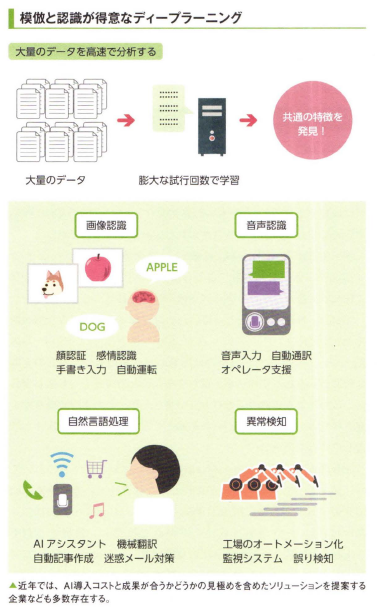 模倣と認識が得意なディープラーニング
大量のデータを高速で分析する
共通の特徴を
発見！
大量のデータ
膨大な試行回数で学習
画像認識
音声認識
APPLE
DOG
顔認証　感情認識
手書き入力　自動運転
音声入力　自動通訳
オペレータ支援
自然言語処理
異常検知
AIアシスタント　機械翻訳
自動記事作成　迷惑メール対策
工場のオートメーション化
監視システム　誤り検知
▲近年では、AI導入コストと成果が合うかどうかの見極めを含めたソリューションを提案する
企業なども多数存在する。